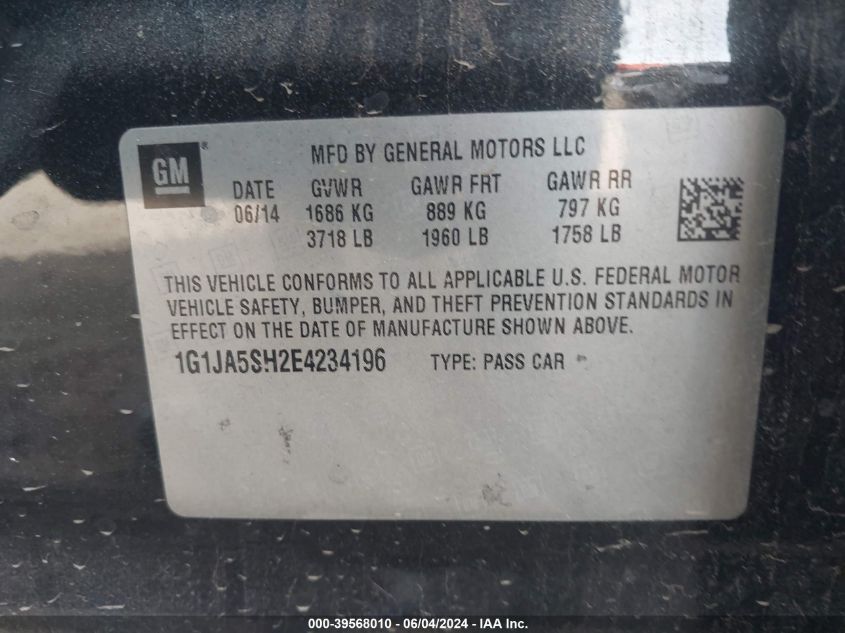 GM®
MFD BY GENERAL MOTORS LLC
DATE GVWR GAWR FRT GAWR RR
06/14 1686 KG 889 KG 797 KG
3718 LB 1960 LB 1758 LB
THIS VEHICLE CONFORMS TO ALL APPLICABLE U.S. FEDERAL MOTOR
VEHICLE SAFETY, BUMPER, AND THEFT PREVENTION STANDARDS IN
EFFECT ON THE DATE OF MANUFACTURE SHOWN ABOVE.
1G1JA5SH2E4234196 TYPE: PASS CAR
000-39568010 - 06/04/2024 - IAA Inc.